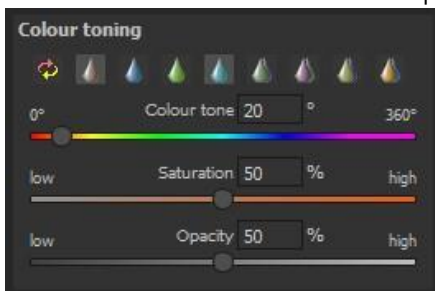 Colour toning
0° Colour tone 20 ° 360°
low Saturation 50 % high
low Opacity 50 % high